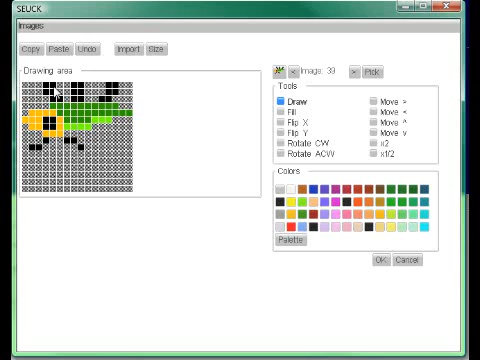 SEUCK
Images
Copy Paste Undo Import Size
Drawing area
< Image: 39 > Pick
Tools
Draw Move >
Fill Move <
Flip X Move ^
Flip Y Move v
Rotate CW x2
Rotate ACW x1/2
Colors
Palette
OK Cancel